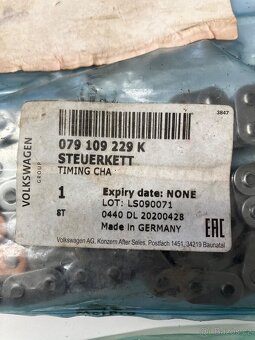 3847
VOLKSWAGEN
GROUP
079 109 229 K
STEUERKETT
TIMING CHA
1
Expiry date: NONE
LOT: LS090071
ST
0440 DL 20200428
Made in GERMANY
EAC
Volkswagen AG, Konzern After Sales, Postfach 1451, 34219 Baunatal